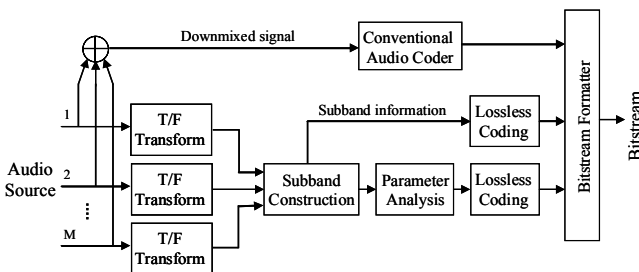 Downmixed signal
Conventional
Audio Coder
Bitstream Formatter
Bitstream
Subband information
Lossless
Coding
1
T/F
Transform
Audio
Source
2
T/F
Transform
Subband
Construction
Parameter
Analysis
Lossless
Coding
M
T/F
Transform